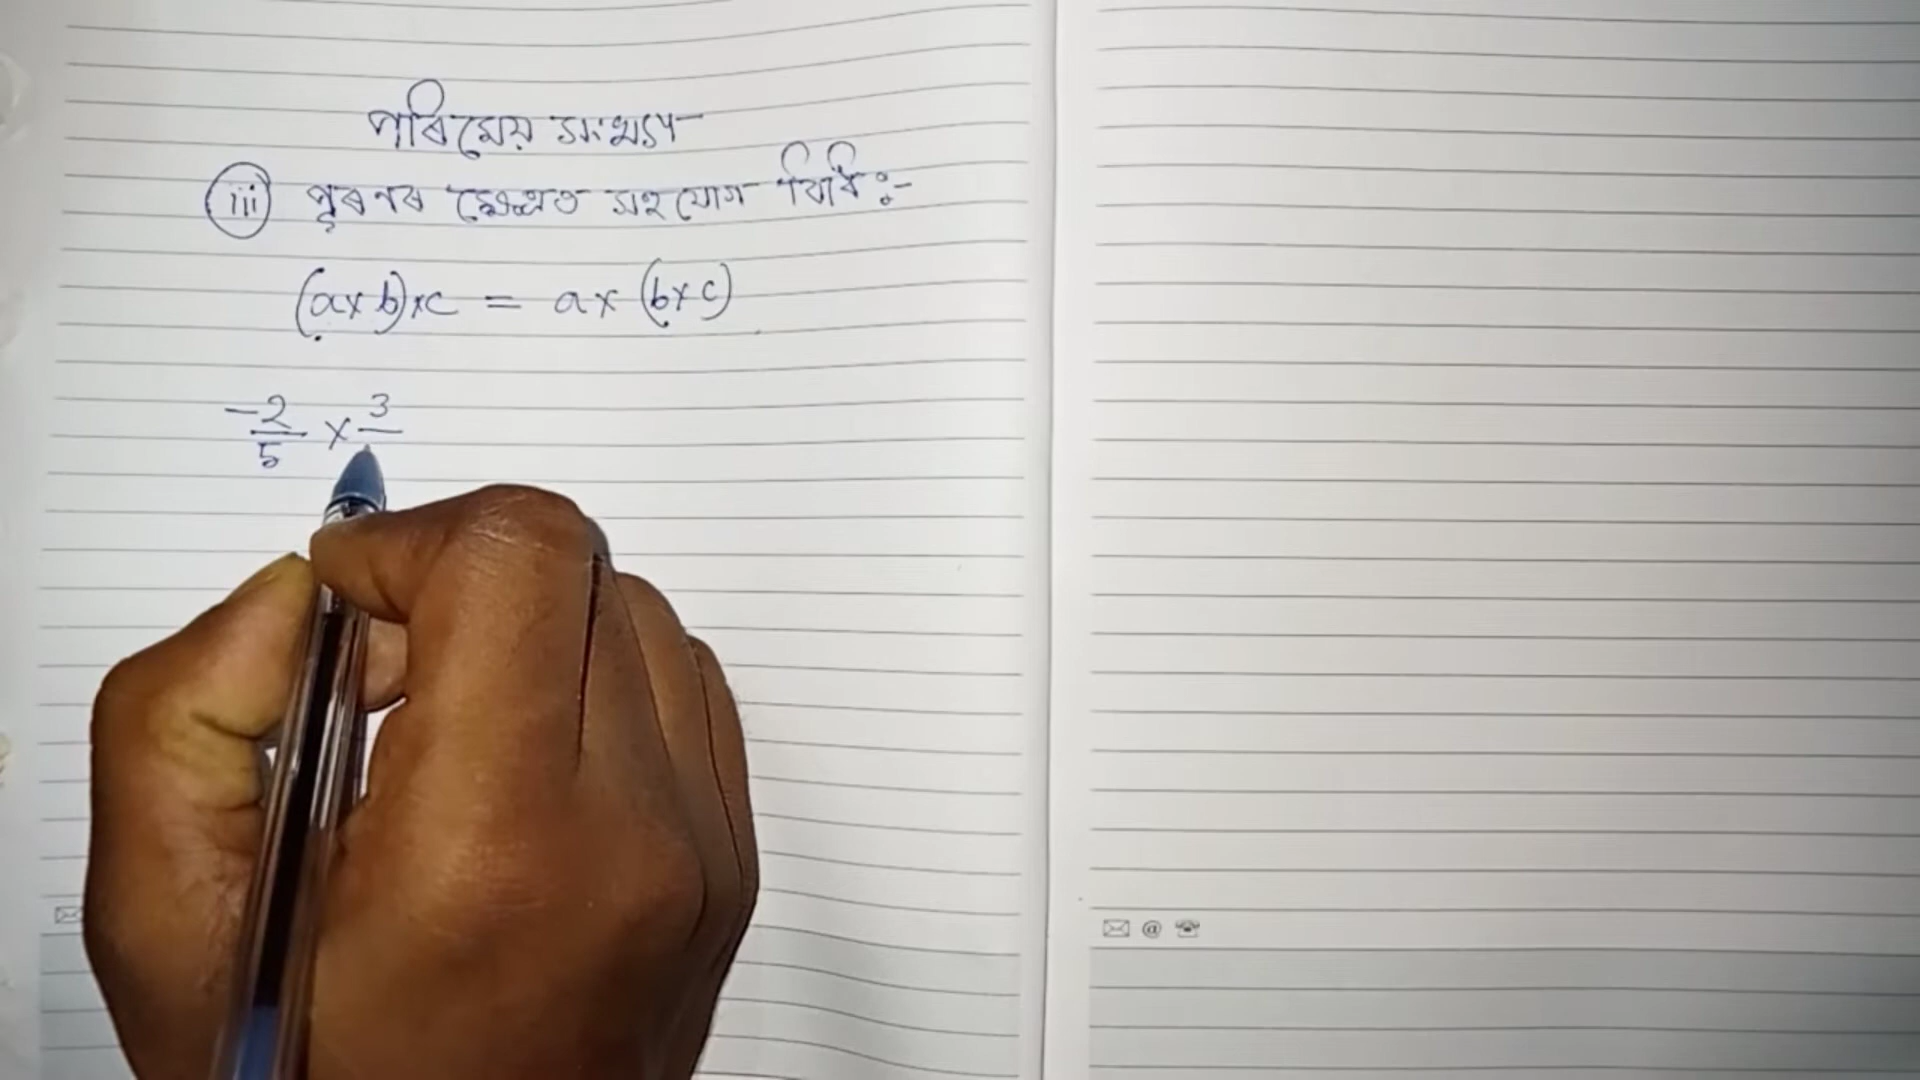 পৰিমেয় সংখ্যা
(iii) পূৰণৰ ক্ষেত্ৰত সহযোগ বিধি :-
(a×b)×c = a× (b×c)
-2/5 × 3/
@